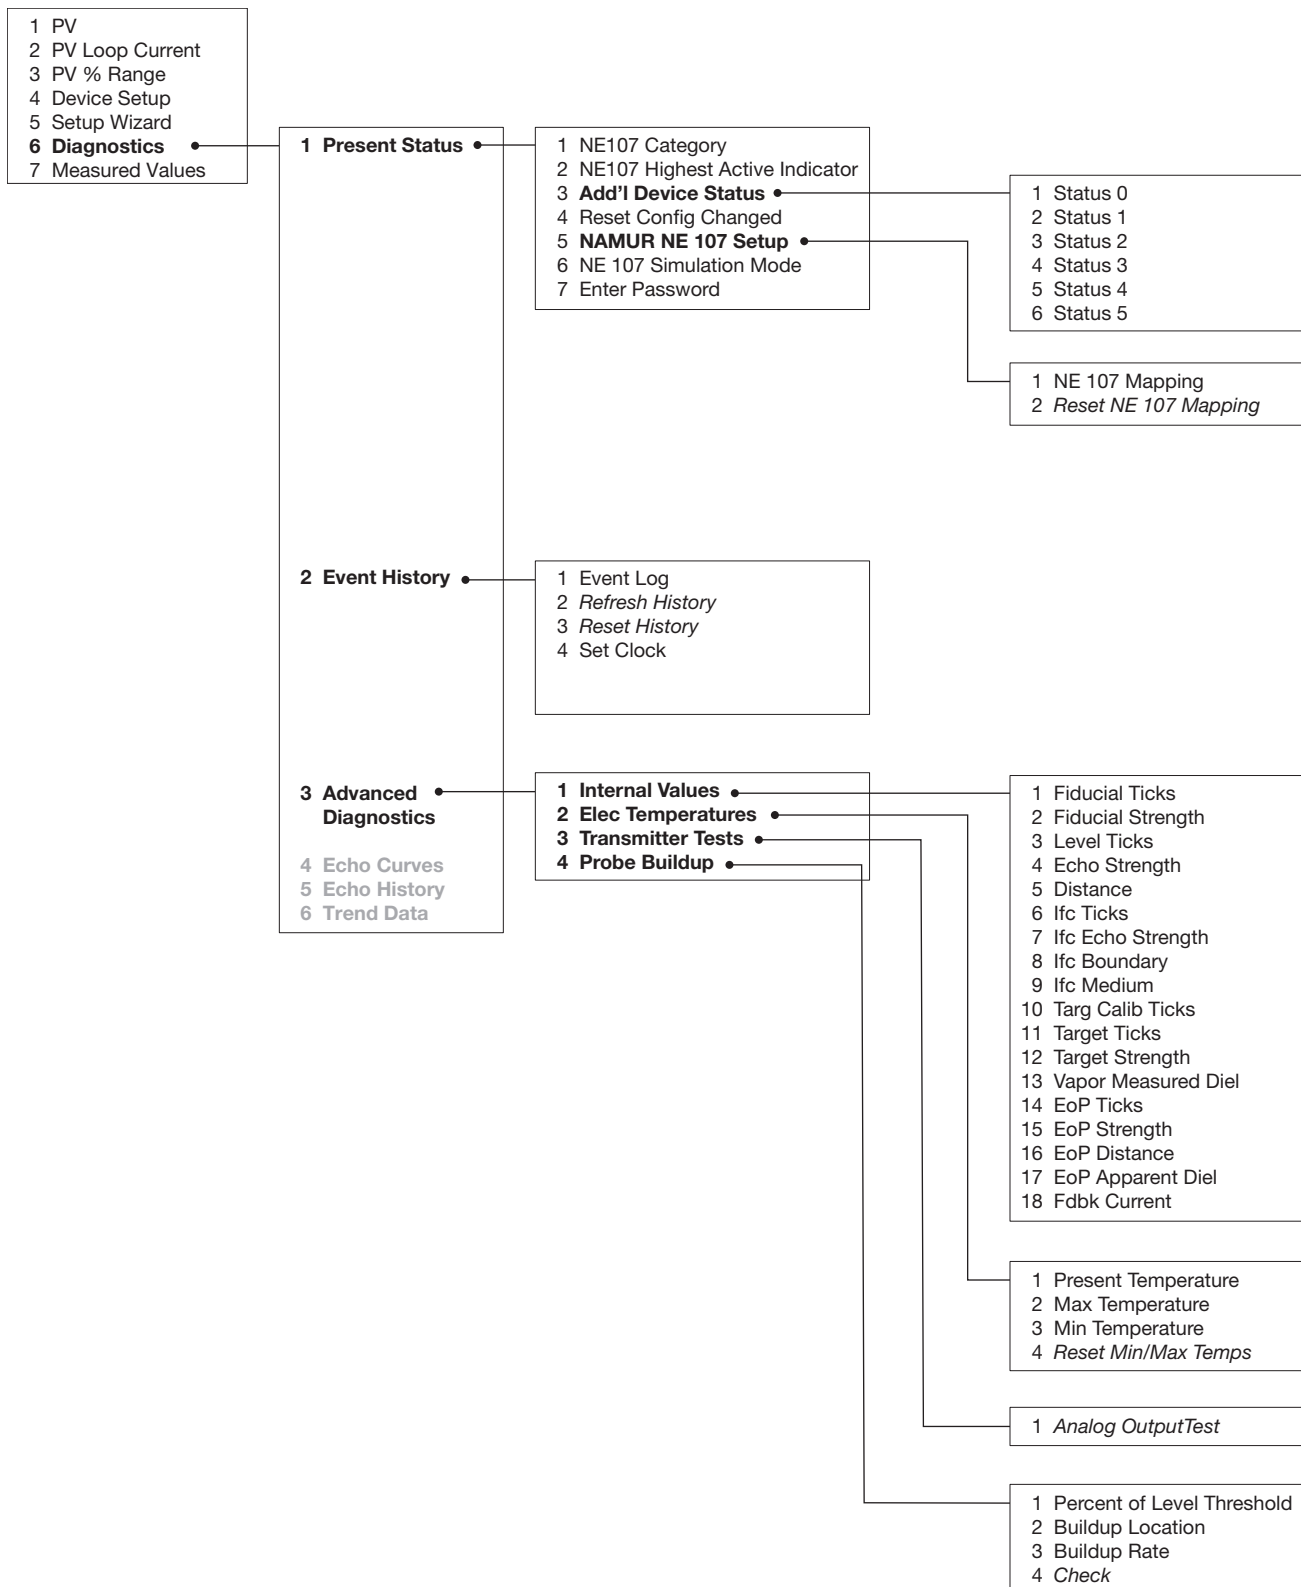 1 PV
2 PV Loop Current
3 PV % Range
4 Device Setup
5 Setup Wizard
6 Diagnostics
7 Measured Values
1 Present Status
2 Event History
3 Advanced
Diagnostics
4 Echo Curves
5 Echo History
6 Trend Data
1 NE107 Category
2 NE107 Highest Active Indicator
3 Add’l Device Status
4 Reset Config Changed
5 NAMUR NE 107 Setup
6 NE 107 Simulation Mode
7 Enter Password
1 Status 0
2 Status 1
3 Status 2
4 Status 3
5 Status 4
6 Status 5
1 NE 107 Mapping
2 Reset NE 107 Mapping
1 Event Log
2 Refresh History
3 Reset History
4 Set Clock
1 Internal Values
2 Elec Temperatures
3 Transmitter Tests
4 Probe Buildup
1 Fiducial Ticks
2 Fiducial Strength
3 Level Ticks
4 Echo Strength
5 Distance
6 Ifc Ticks
7 Ifc Echo Strength
8 Ifc Boundary
9 Ifc Medium
10 Targ Calib Ticks
11 Target Ticks
12 Target Strength
13 Vapor Measured Diel
14 EoP Ticks
15 EoP Strength
16 EoP Distance
17 EoP Apparent Diel
18 Fdbk Current
1 Present Temperature
2 Max Temperature
3 Min Temperature
4 Reset Min/Max Temps
1 Analog OutputTest
1 Percent of Level Threshold
2 Buildup Location
3 Buildup Rate
4 Check